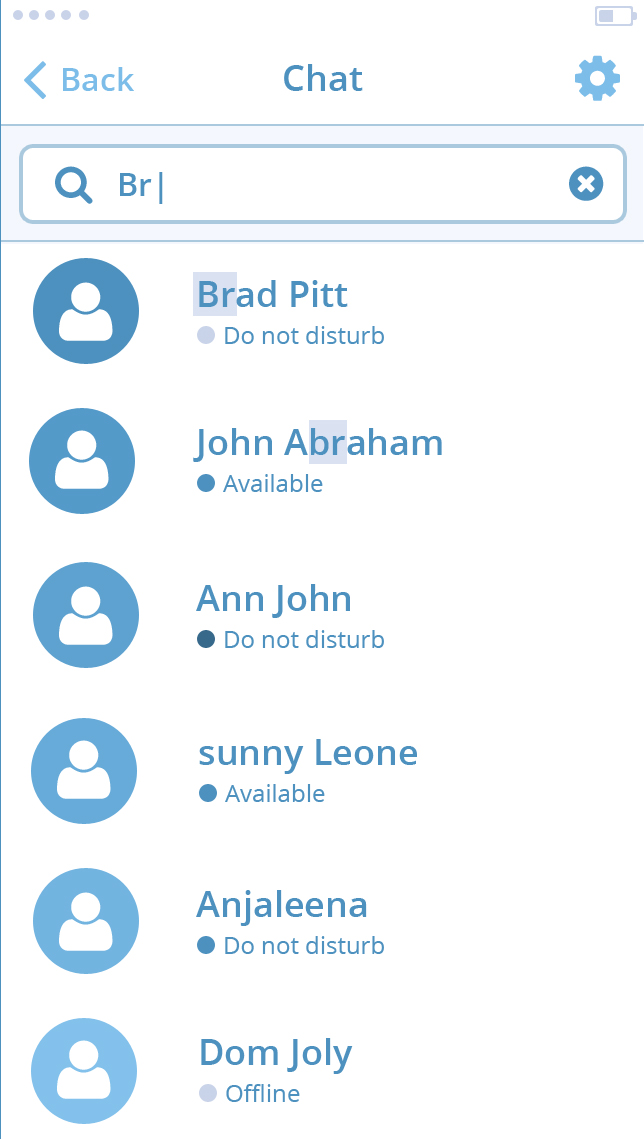 Back
Chat
Br|
Brad Pitt
Do not disturb
John Abraham
Available
Ann John
Do not disturb
sunny Leone
Available
Anjaleena
Do not disturb
Dom Joly
Offline